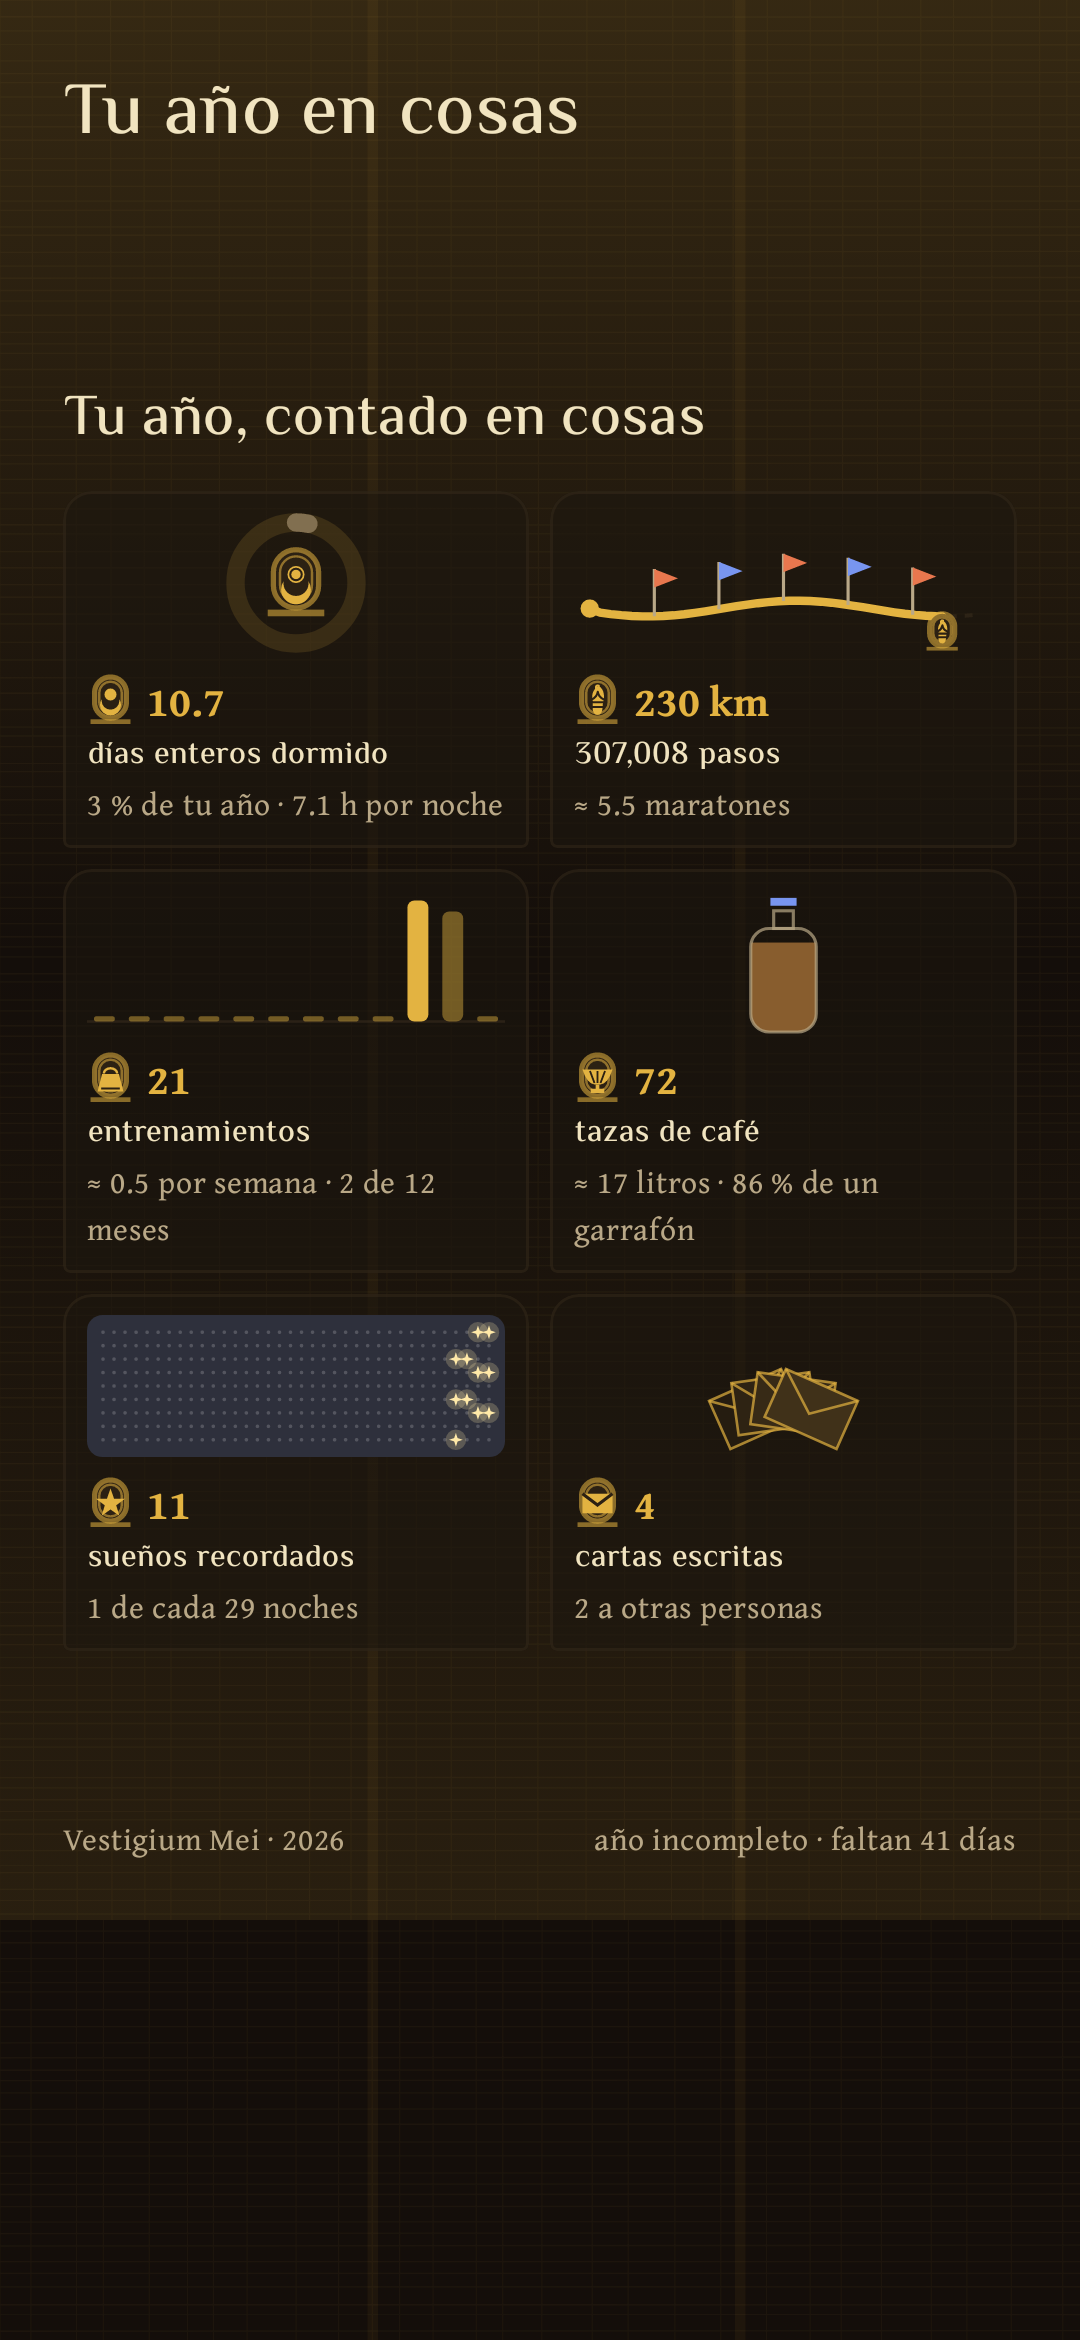 Tu año en cosas
Tu año, contado en cosas
10.7
días enteros dormido
3 % de tu año · 7.1 h por noche
230 km
307,008 pasos
≈ 5.5 maratones
21
entrenamientos
≈ 0.5 por semana · 2 de 12
meses
72
tazas de café
≈ 17 litros · 86 % de un
garrafón
11
sueños recordados
1 de cada 29 noches
4
cartas escritas
2 a otras personas
Vestigium Mei · 2026
año incompleto · faltan 41 días